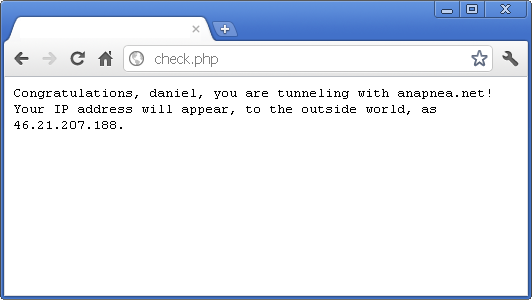 check.php
Congratulations, daniel, you are tunneling with anapnea.net!
Your IP address will appear, to the outside world, as
46.21.207.188.